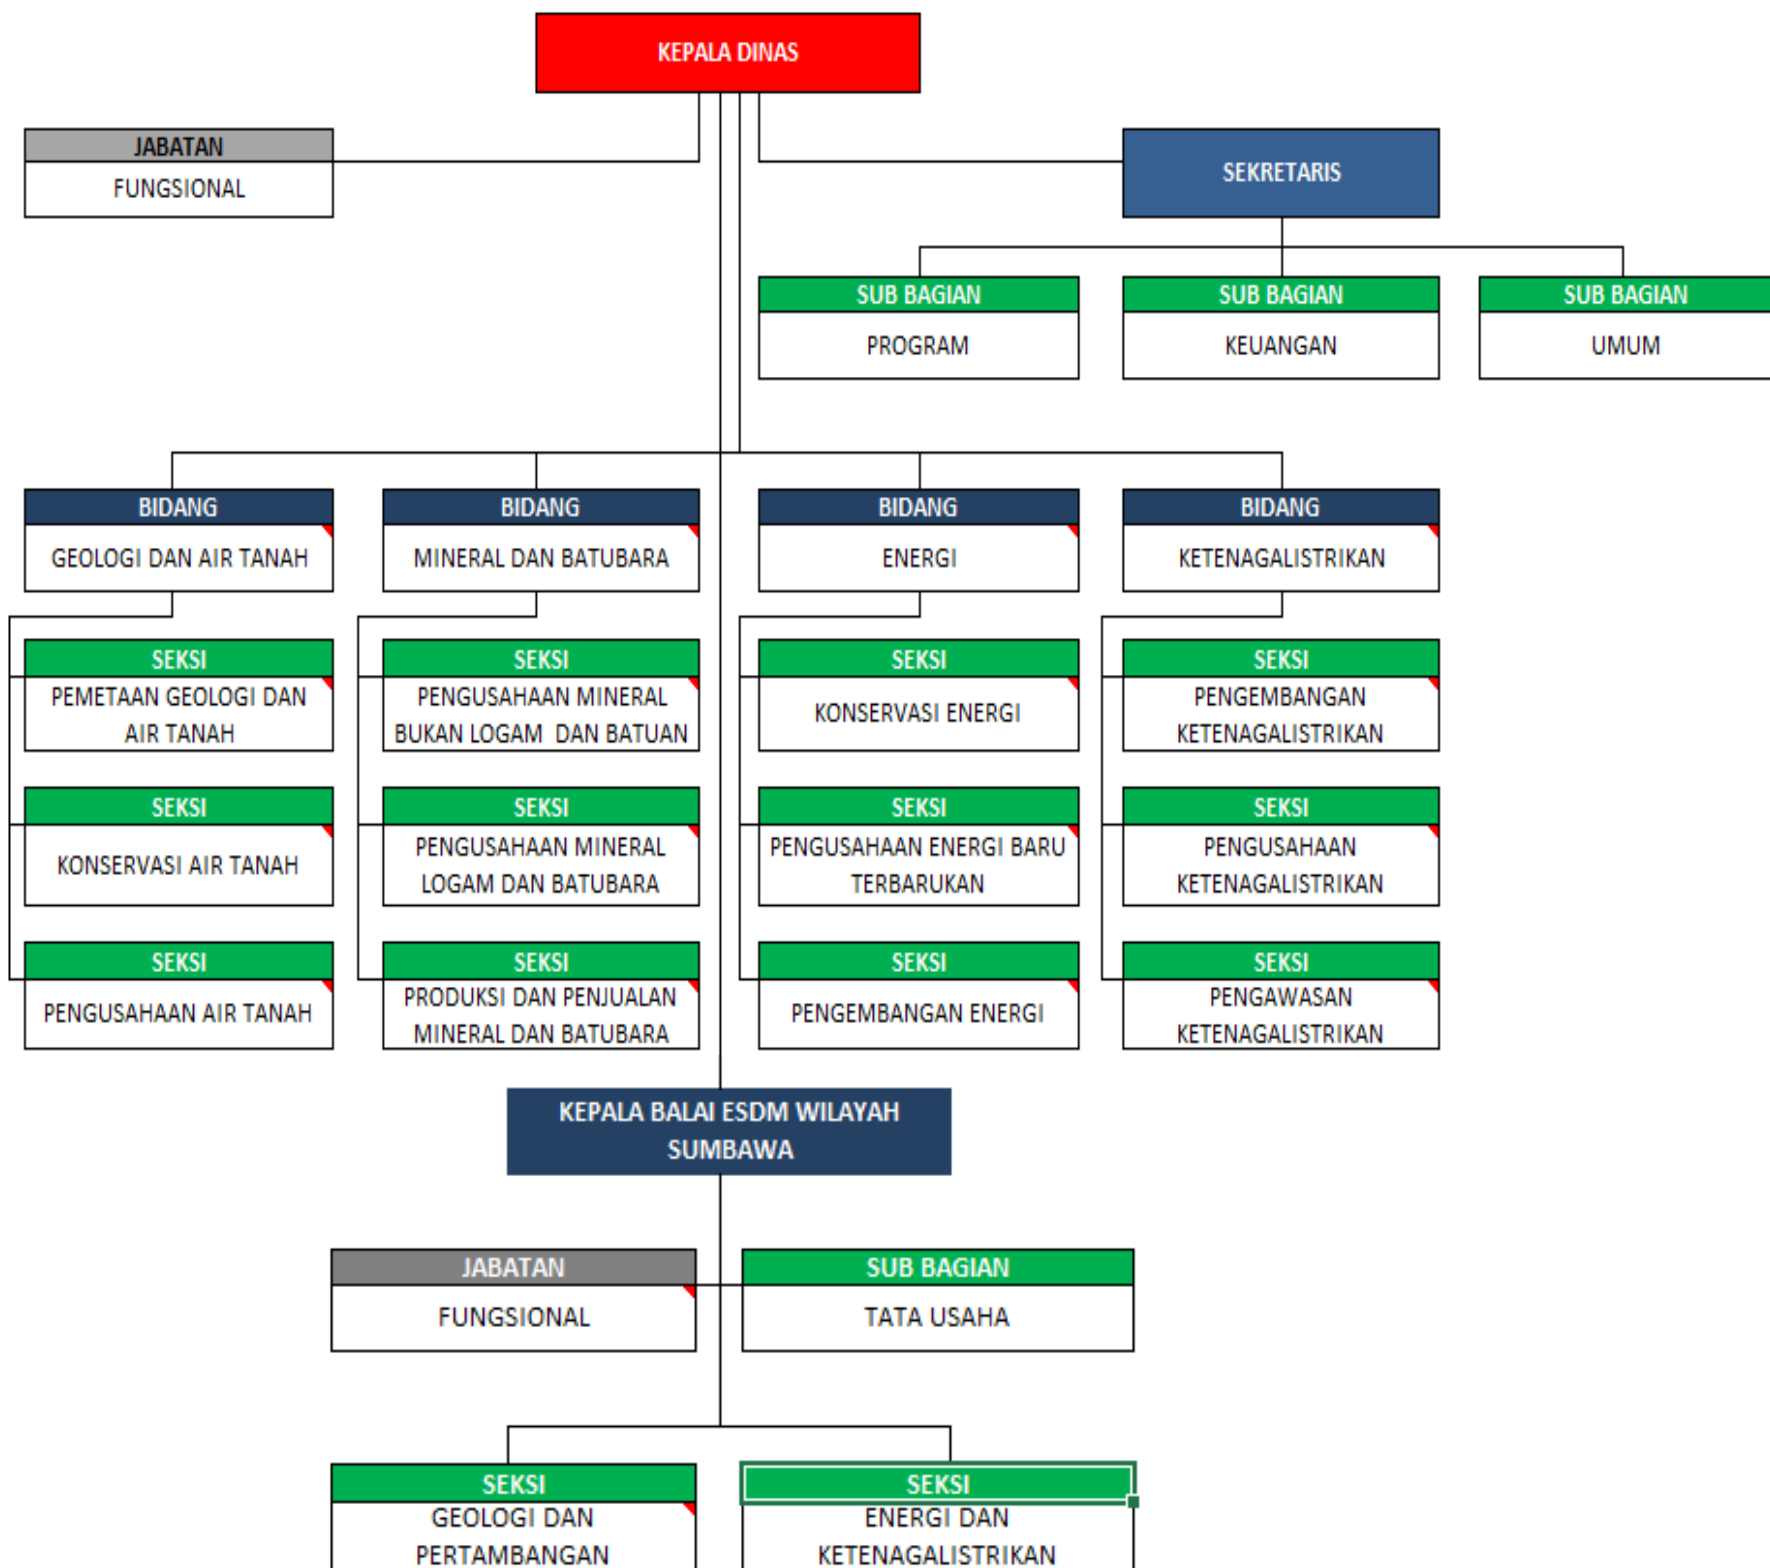 KEPALA DINAS
JABATAN
FUNGSIONAL
SEKRETARIS
SUB BAGIAN
PROGRAM
SUB BAGIAN
KEUANGAN
SUB BAGIAN
UMUM
BIDANG
GEOLOGI DAN AIR TANAH
BIDANG
MINERAL DAN BATUBARA
BIDANG
ENERGI
BIDANG
KETENAGALISTRIKAN
SEKSI
PEMETAAN GEOLOGI DAN
AIR TANAH
SEKSI
PENGUSAHAAN MINERAL
BUKAN LOGAM DAN BATUAN
SEKSI
KONSERVASI ENERGI
SEKSI
PENGEMBANGAN
KETENAGALISTRIKAN
SEKSI
KONSERVASI AIR TANAH
SEKSI
PENGUSAHAAN MINERAL
LOGAM DAN BATUBARA
SEKSI
PENGUSAHAAN ENERGI BARU
TERBARUKAN
SEKSI
PENGUSAHAAN
KETENAGALISTRIKAN
SEKSI
PENGUSAHAAN AIR TANAH
SEKSI
PRODUKSI DAN PENJUALAN
MINERAL DAN BATUBARA
SEKSI
PENGEMBANGAN ENERGI
SEKSI
PENGAWASAN
KETENAGALISTRIKAN
KEPALA BALAI ESDM WILAYAH
SUMBAWA
JABATAN
FUNGSIONAL
SUB BAGIAN
TATA USAHA
SEKSI
GEOLOGI DAN
PERTAMBANGAN
SEKSI
ENERGI DAN
KETENAGALISTRIKAN